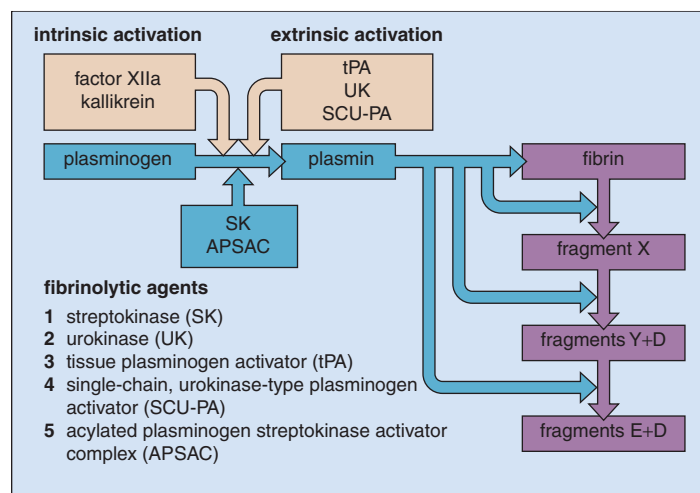 intrinsic activation
extrinsic activation
factor XIIa
kallikrein
tPA
UK
SCU-PA
plasminogen
plasmin
fibrin
SK
APSAC
fragment X
fragments Y+D
fragments E+D
fibrinolytic agents
1 streptokinase (SK)
2 urokinase (UK)
3 tissue plasminogen activator (tPA)
4 single-chain, urokinase-type plasminogen
activator (SCU-PA)
5 acylated plasminogen streptokinase activator
complex (APSAC)